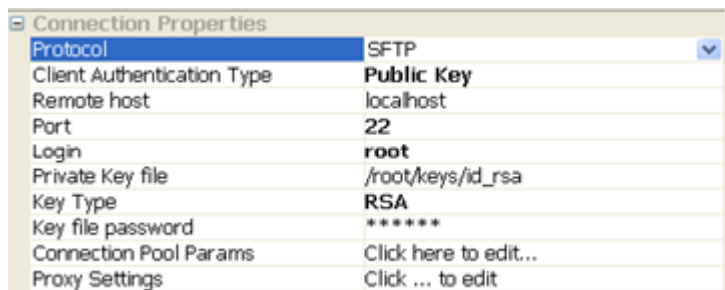 Connection Properties
Protocol SFTP
Client Authentication Type Public Key
Remote host localhost
Port 22
Login root
Private Key file /root/keys/id_rsa
Key Type RSA
Key file password ******
Connection Pool Params Click here to edit...
Proxy Settings Click ... to edit